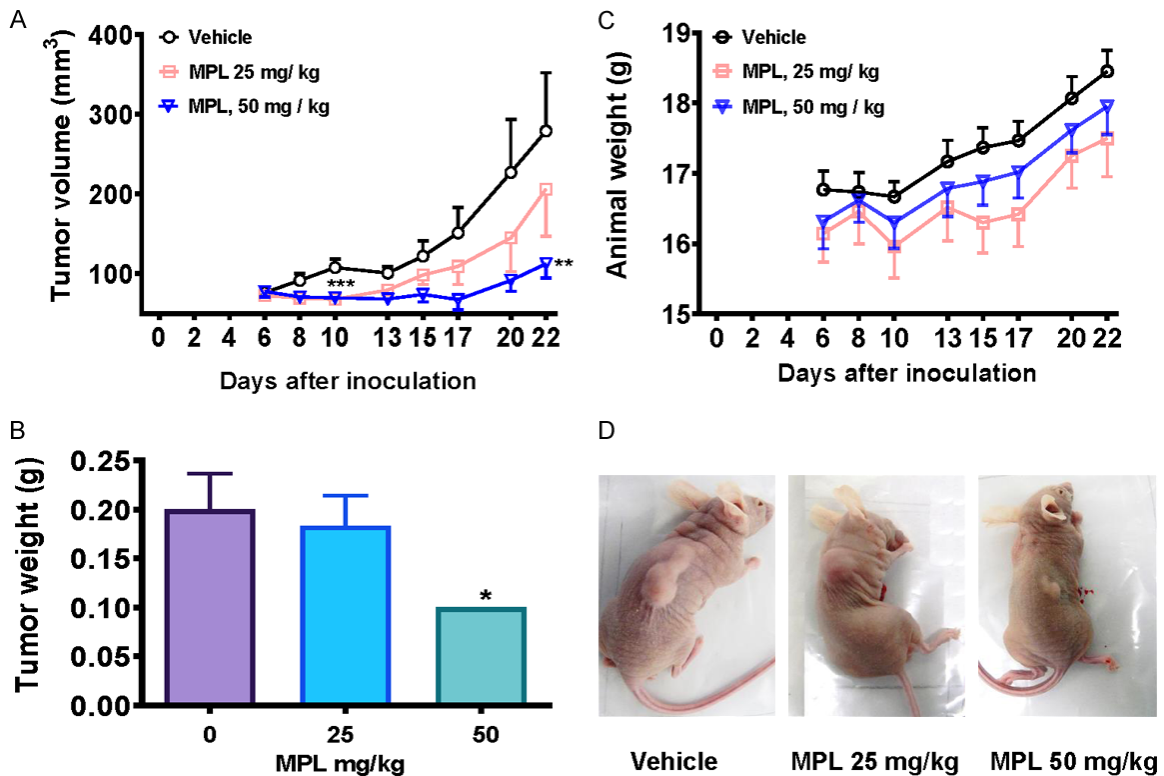 A
Tumor volume (mm³)
400
300
200
100
Vehicle
MPL 25 mg/ kg
MPL, 50 mg / kg
***
**
0 2 4 6 8 10 13 15 17 20 22
Days after inoculation
C
Animal weight (g)
19
18
17
16
15
Vehicle
MPL, 25 mg/ kg
MPL, 50 mg / kg
0 2 4 6 8 10 13 15 17 20 22
Days after inoculation
B
Tumor weight (g)
0.25
0.20
0.15
0.10
0.05
0.00
*
0 25 50
MPL mg/kg
D
Vehicle MPL 25 mg/kg MPL 50 mg/kg